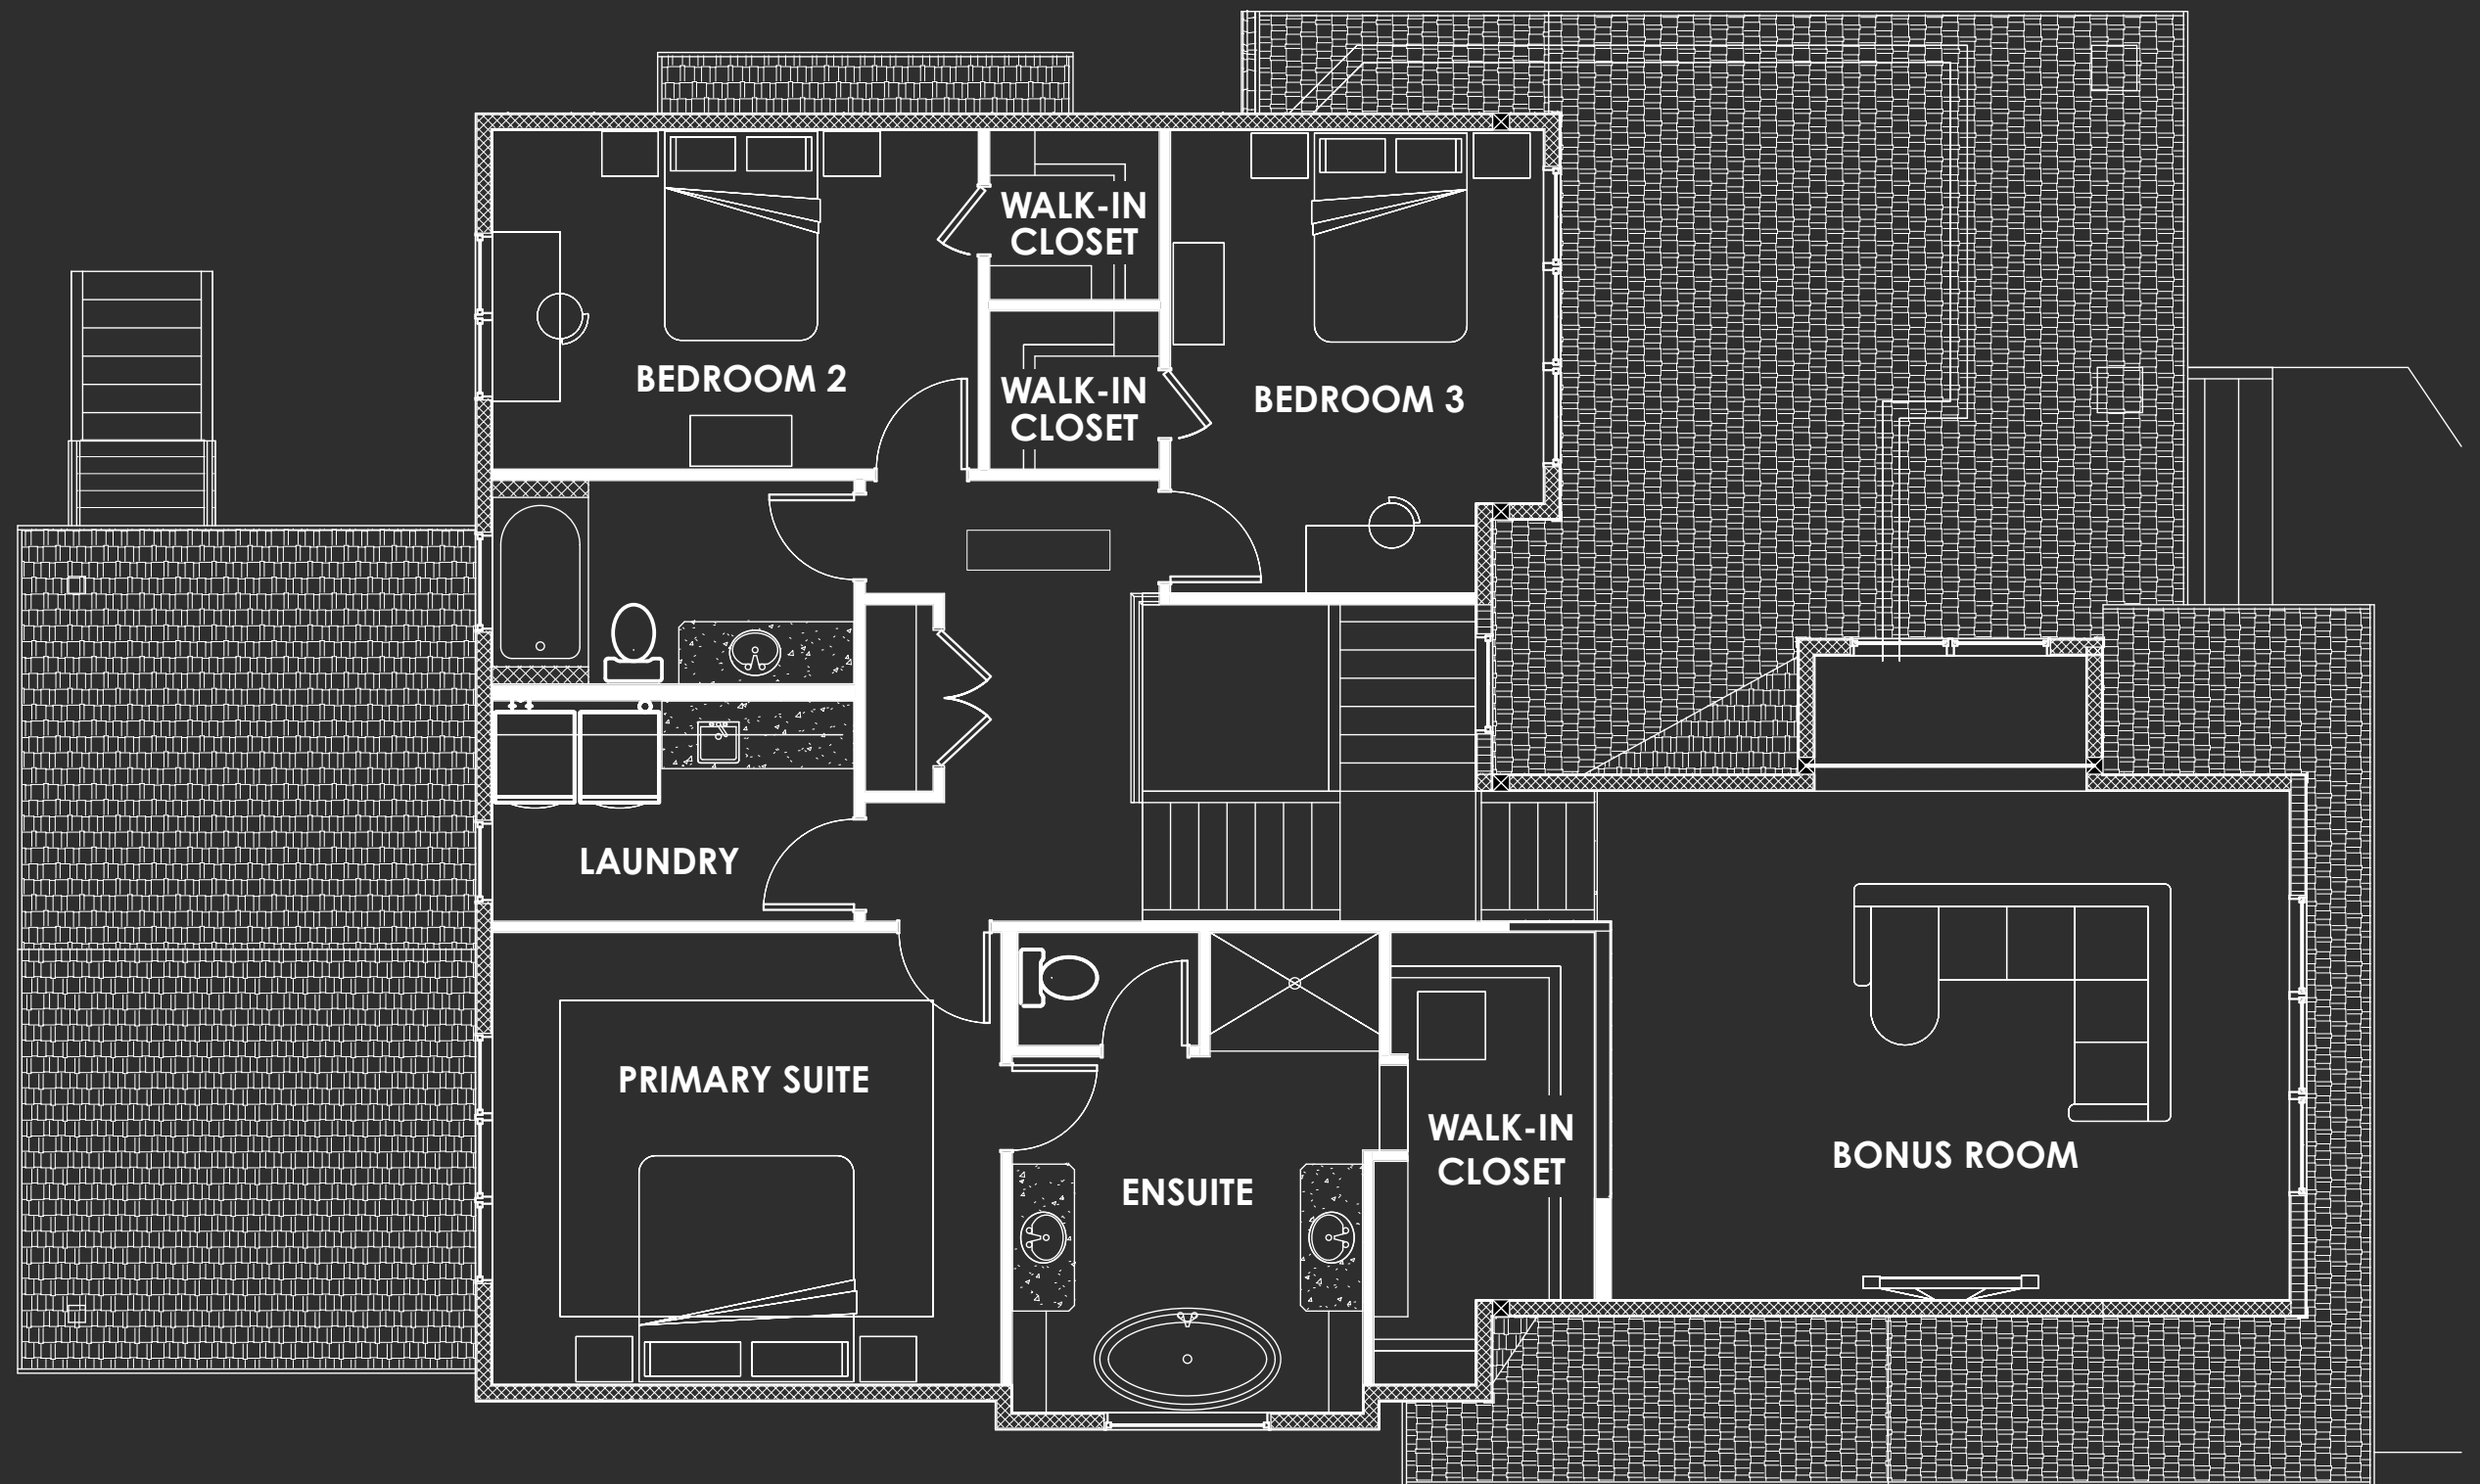 WALK-IN
CLOSET
BEDROOM 2
WALK-IN
CLOSET
BEDROOM 3
LAUNDRY
PRIMARY SUITE
WALK-IN
CLOSET
BONUS ROOM
ENSUITE